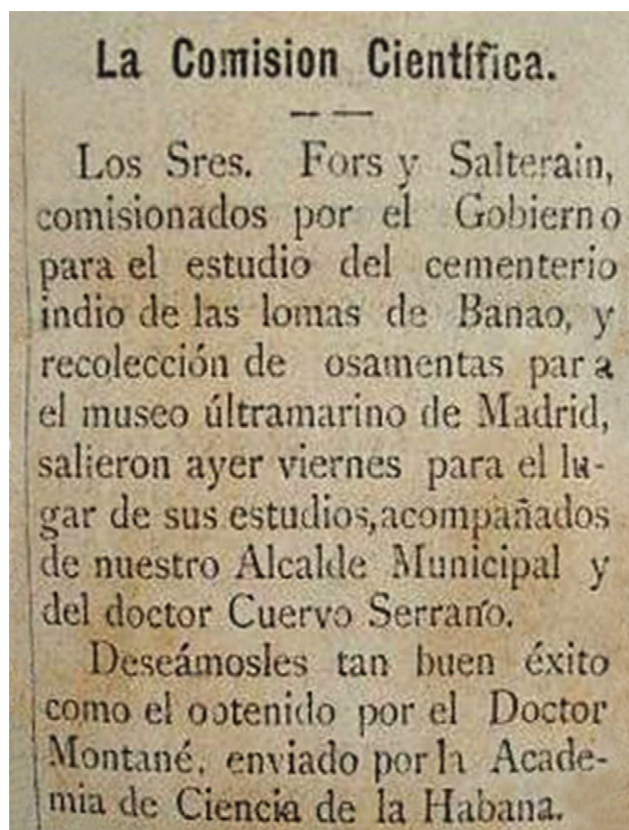 La Comision Científica.
Los Sres. Fors y Salterain,
comisionados por el Gobierno
para el estudio del cementerio
indio de las lomas de Banao, y
recolección de osamentas para
el museo últramarino de Madrid,
salieron ayer viernes para el lu-
gar de sus estudios, acompañados
de nuestro Alcalde Municipal y
del doctor Cuervo Serrano.
Deseámosles tan buen éxito
como el obtenido por el Doctor
Montané, enviado por la Acade-
mia de Ciencia de la Habana.